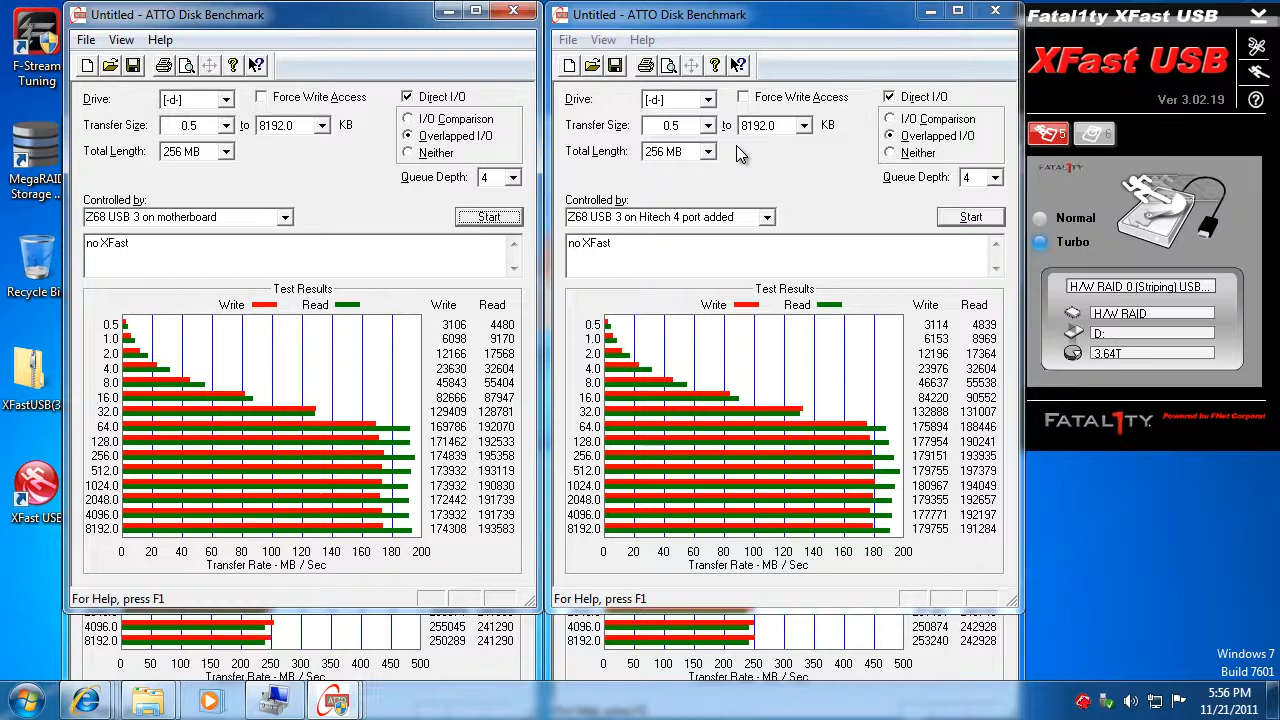 F-Stream
Tuning
MegaRAID
Storage ...
Recycle Bi
XFastUSB(3
XFast USB
Untitled - ATTO Disk Benchmark
File View Help
Drive: [-d-] Force Write Access Direct I/O
Transfer Size: 0.5 to 8192.0 KB
I/O Comparison
Overlapped I/O
Neither
Total Length: 256 MB
Queue Depth: 4
Controlled by:
Z68 USB 3 on motherboard Start
no XFast
Test Results
Write Read Write Read
0.5 3106 4480
1.0 6098 9170
2.0 12166 17568
4.0 23630 32604
8.0 45843 55404
16.0 87947
32.0 129409 128781
64.0
128.0 171462 192533
256.0 174839 195358
512.0 173932 193119
1024.0 173932 190830
2048.0 172442 191739
4096.0 173932 191739
8192.0 174308 193583
0 20 40 60 80 100 120 140 160 180 200
Transfer Rate - MB / Sec
For Help, press F1
4096.0 255045 241290
8192.0 250289 241290
0 50 100 150 200 250 300 350 400 450 500
Untitled - ATTO Disk Benchmark
File View Help
Drive: [-d-] Force Write Access Direct I/O
Transfer Size: 0.5 to 8192.0 KB
I/O Comparison
Overlapped I/O
Neither
Total Length: 256 MB
Queue Depth: 4
Controlled by:
Z68 USB 3 on Hitech 4 port added Start
no XFast
Test Results
Write Read Write Read
0.5 3114 4839
1.0 6153 8969
2.0 12196 17364
4.0 23976 32604
8.0 46637 55538
16.0 84220 90552
32.0 132888 131007
64.0 175894 188446
128.0 177954 190241
256.0 179151 193935
512.0 179755 197379
1024.0 180967 194049
2048.0 179355 192657
4096.0 177771 192197
8192.0 179755 191284
0 20 40 60 80 100 120 140 160 180 200
Transfer Rate - MB / Sec
For Help, press F1
4096.0 250874 242928
8192.0 253240 242928
0 50 100 150 200 250 300 350 400 450 500
Fatal1ty XFast USB
XFast USB
Ver 3.02.19
5 6
FATAL1TY
Normal
Turbo
H/W RAID 0 (Striping) USB...
H/W RAID
D:
3.64T
FATAL1TY. Powered by FNet Corporat
Windows 7
Build 7601
ATTO
5:56 PM
11/21/2011